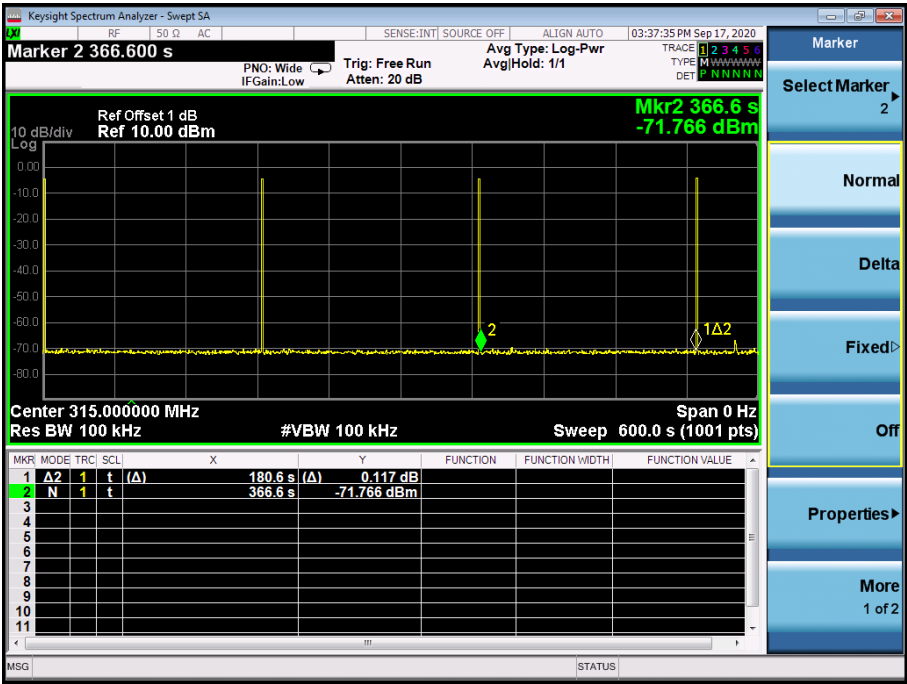 Keysight Spectrum Analyzer - Swept SA
LXI RF 50 Ω AC SENSE:INT SOURCE OFF ALIGN AUTO 03:37:35 PM Sep 17, 2020
Marker 2 366.600 s
PNO: Wide
IFGain:Low
Trig: Free Run
Atten: 20 dB
Avg Type: Log-Pwr
Avg|Hold: 1/1
TRACE 1 2 3 4 5 6
TYPE M WWWWW
DET P N N N N N
Ref Offset 1 dB
10 dB/div Ref 10.00 dBm
Log
Mkr2 366.6 s
-71.766 dBm
0.00
-10.0
-20.0
-30.0
-40.0
-50.0
-60.0
-70.0
-80.0
2
1Δ2
Center 315.000000 MHz Span 0 Hz
Res BW 100 kHz #VBW 100 kHz Sweep 600.0 s (1001 pts)
MKR MODE TRC SCL X Y FUNCTION FUNCTION WIDTH FUNCTION VALUE
1 Δ2 1 t (Δ) 180.6 s (Δ) 0.117 dB
2 N 1 t 366.6 s -71.766 dBm
3
4
5
6
7
8
9
10
11
MSG STATUS
Marker
Select Marker
2
Normal
Delta
Fixed
Off
Properties
More
1 of 2